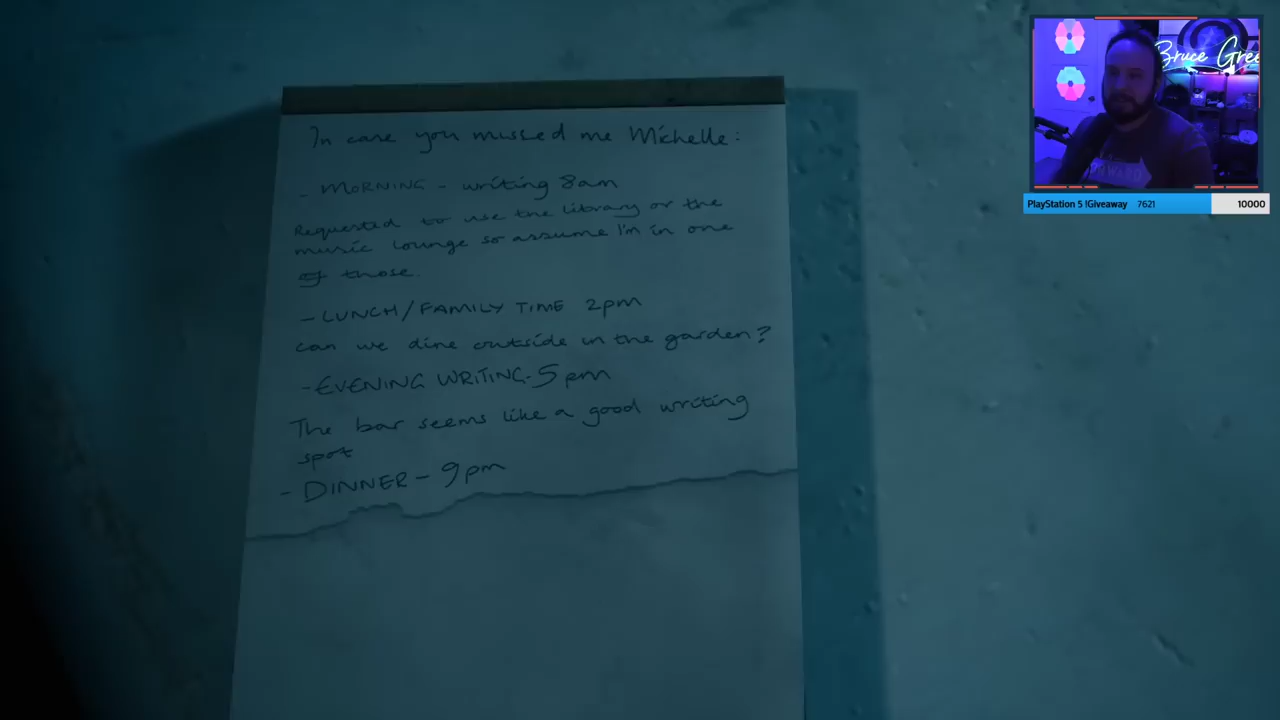 In case you missed me Michelle:
- MORNING - writing 8am
Requested to use the library or the
music lounge so assume I'm in one
of those.
- LUNCH/FAMILY TIME 2pm
can we dine outside in the garden?
- EVENING WRITING - 5pm
The bar seems like a good writing
spot
- DINNER - 9pm
Bruce Gree
PlayStation 5 !Giveaway 7621 10000